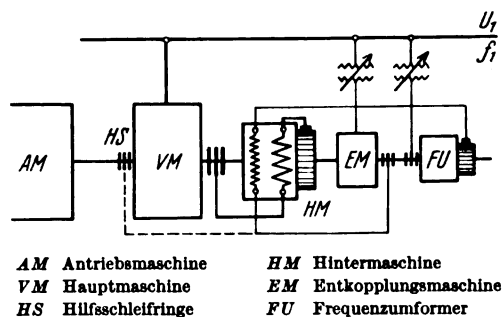 U₁
f₁
HS
AM
VM
EM
FU
HM
AM Antriebsmaschine
HM Hintermaschine
VM Hauptmaschine
EM Entkopplungsmaschine
HS Hilfsschleifringe
FU Frequenzumformer